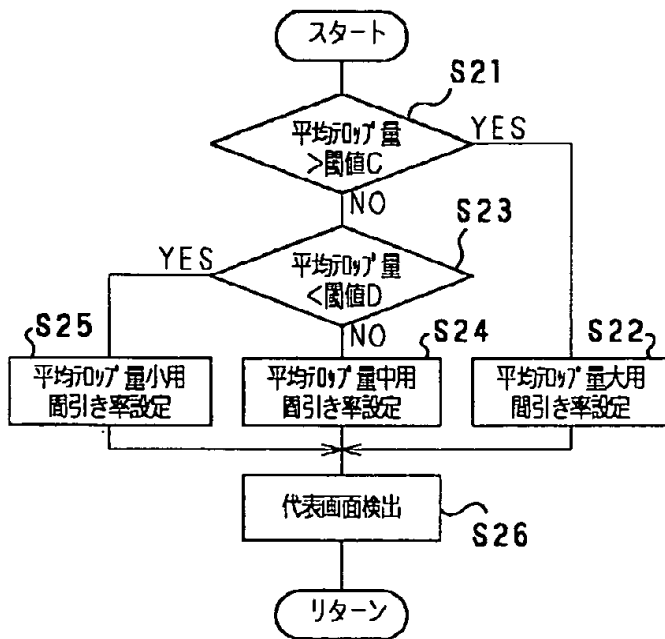 スタート
S21
平均テロップ量
>閾値C
YES
NO
S23
平均テロップ量
<閾値D
YES
NO
S25
平均テロップ量小用
間引き率設定
S24
平均テロップ量中用
間引き率設定
S22
平均テロップ量大用
間引き率設定
代表画面検出
S26
リターン